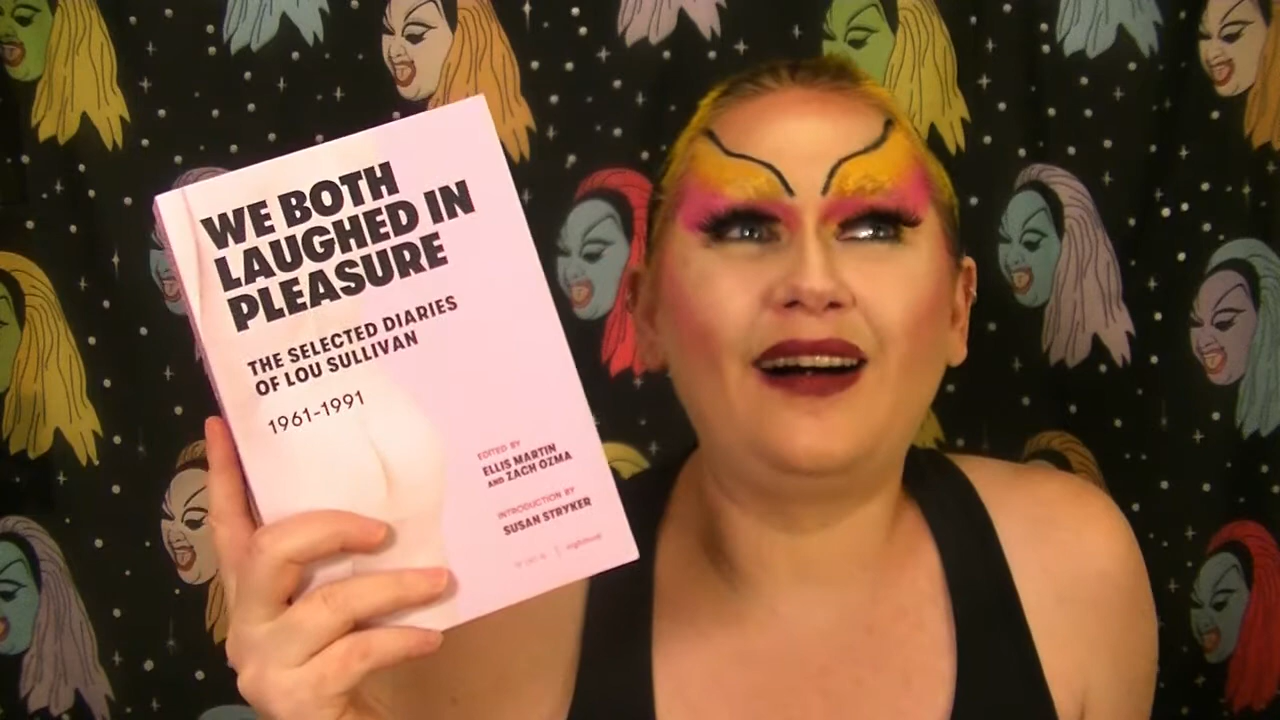 WE BOTH
LAUGHED IN
PLEASURE
THE SELECTED DIARIES
OF LOU SULLIVAN
1961-1991
EDITED BY
ELLIS MARTIN
AND ZACH OZMA
INTRODUCTION BY
SUSAN STRYKER